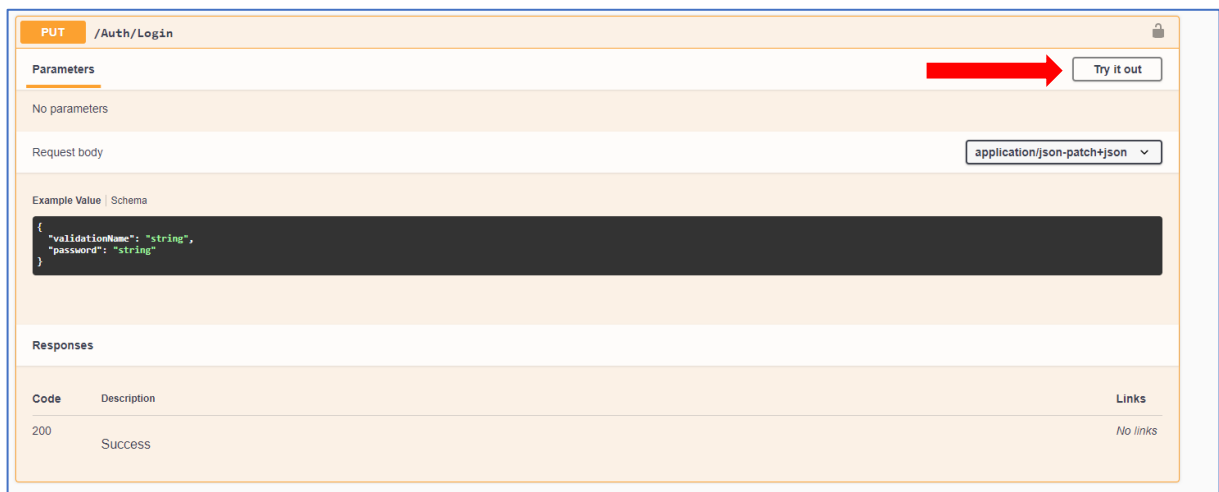 PUT /Auth/Login
Parameters
Try it out
No parameters
Request body
application/json-patch+json
Example Value | Schema
{
"validationName": "string",
"password": "string"
}
Responses
Code Description Links
200 Success No links